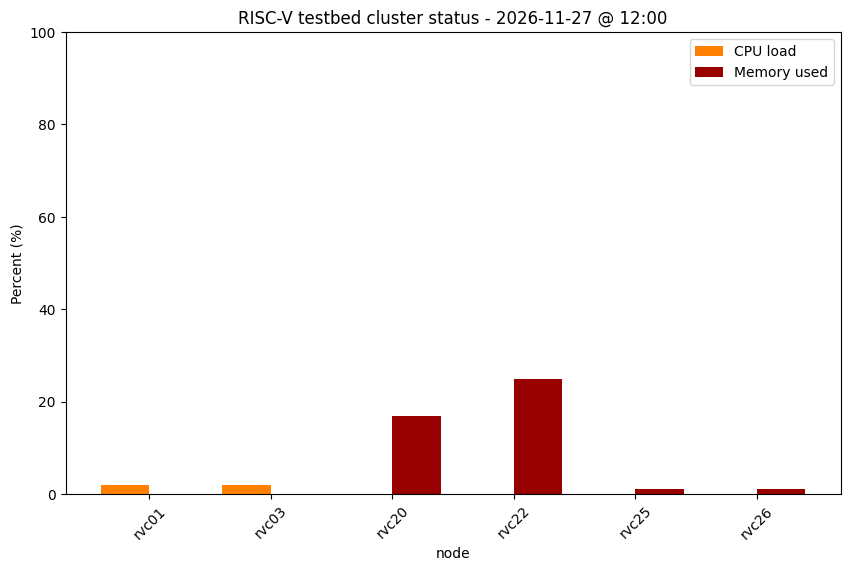 RISC-V testbed cluster status - 2026-11-27 @ 12:00
CPU load
Memory used
Percent (%)
100
80
60
40
20
0
rvc01
rvc03
rvc20
rvc22
rvc25
rvc26
node